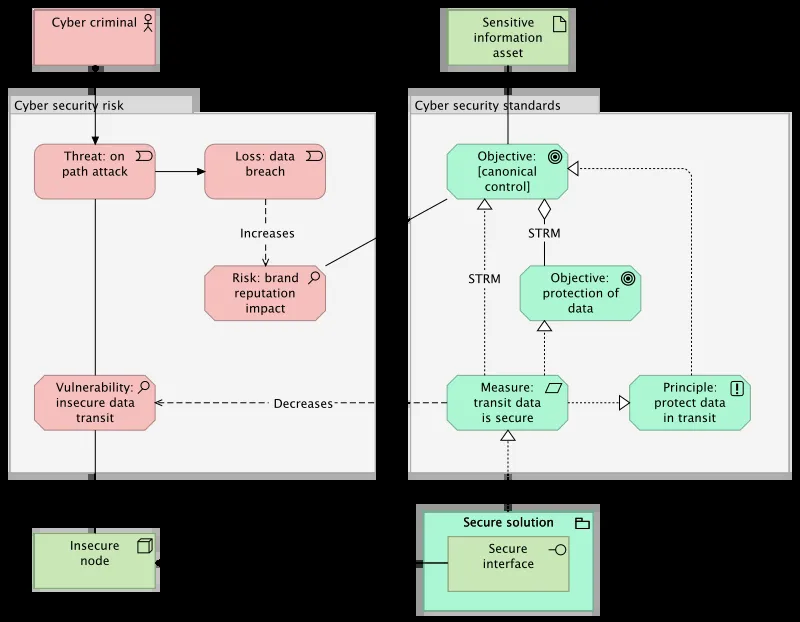 Cyber criminal
Sensitive
information
asset
Cyber security risk
Cyber security standards
Threat: on
path attack
Loss: data
breach
Objective:
[canonical
control]
Increases
STRM
Risk: brand
reputation
impact
STRM
Objective:
protection of
data
Vulnerability:
insecure data
transit
Decreases
Measure:
transit data
is secure
Principle:
protect data
in transit
Insecure
node
Secure solution
Secure
interface